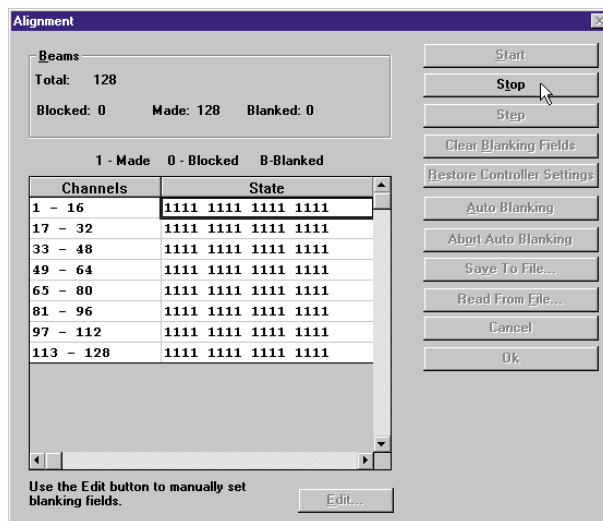 Alignment
Beams
Total: 128
Blocked: 0 Made: 128 Blanked: 0
1 - Made 0 - Blocked B-Blanked
Channels State
1 - 16 1111 1111 1111 1111
17 - 32 1111 1111 1111 1111
33 - 48 1111 1111 1111 1111
49 - 64 1111 1111 1111 1111
65 - 80 1111 1111 1111 1111
81 - 96 1111 1111 1111 1111
97 - 112 1111 1111 1111 1111
113 - 128 1111 1111 1111 1111
Use the Edit button to manually set
blanking fields.
Edit...
Start
Stop
Step
Clear Blanking Fields
Restore Controller Settings
Auto Blanking
Abort Auto Blanking
Save To File...
Read From File...
Cancel
Ok